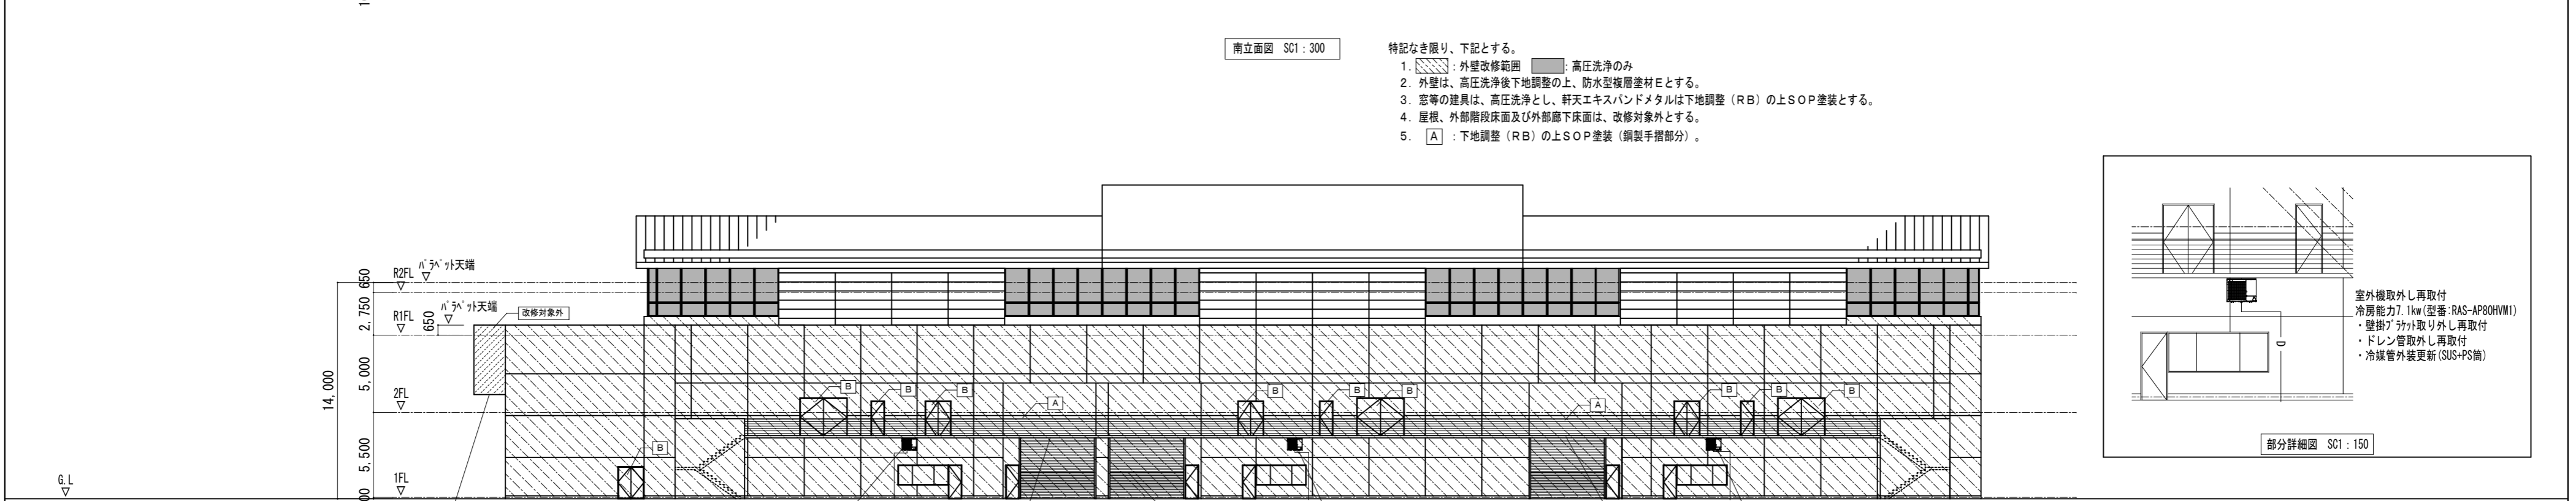 南立面図 SC1：300
特記なき限り、下記とする。
1. ：外壁改修範囲 ：高圧洗浄のみ
2. 外壁は、高圧洗浄後下地調整の上、防水型複層塗材Ｅとする。
3. 窓等の建具は、高圧洗浄とし、軒天エキスパンドメタルは下地調整（ＲＢ）の上ＳＯＰ塗装とする。
4. 屋根、外部階段床面及び外部廊下床面は、改修対象外とする。
5. A ：下地調整（ＲＢ）の上ＳＯＰ塗装（鋼製手摺部分）。
R2FL
ﾊﾟﾗﾍﾟｯﾄ天端
650
2,750
R1FL
ﾊﾟﾗﾍﾟｯﾄ天端
650
改修対象外
5,000
14,000
2FL
5,500
1FL
G.L
B
B
B
B
B
B
B
B
B
A
A
B
室外機取外し再取付
冷房能力7.1kw(型番:RAS-AP80HVM1)
・壁掛ﾌﾞﾗｹｯﾄ取り外し再取付
・ドレン管取外し再取付
・冷媒管外装更新(SUS+PS筒)
D
部分詳細図 SC1：150